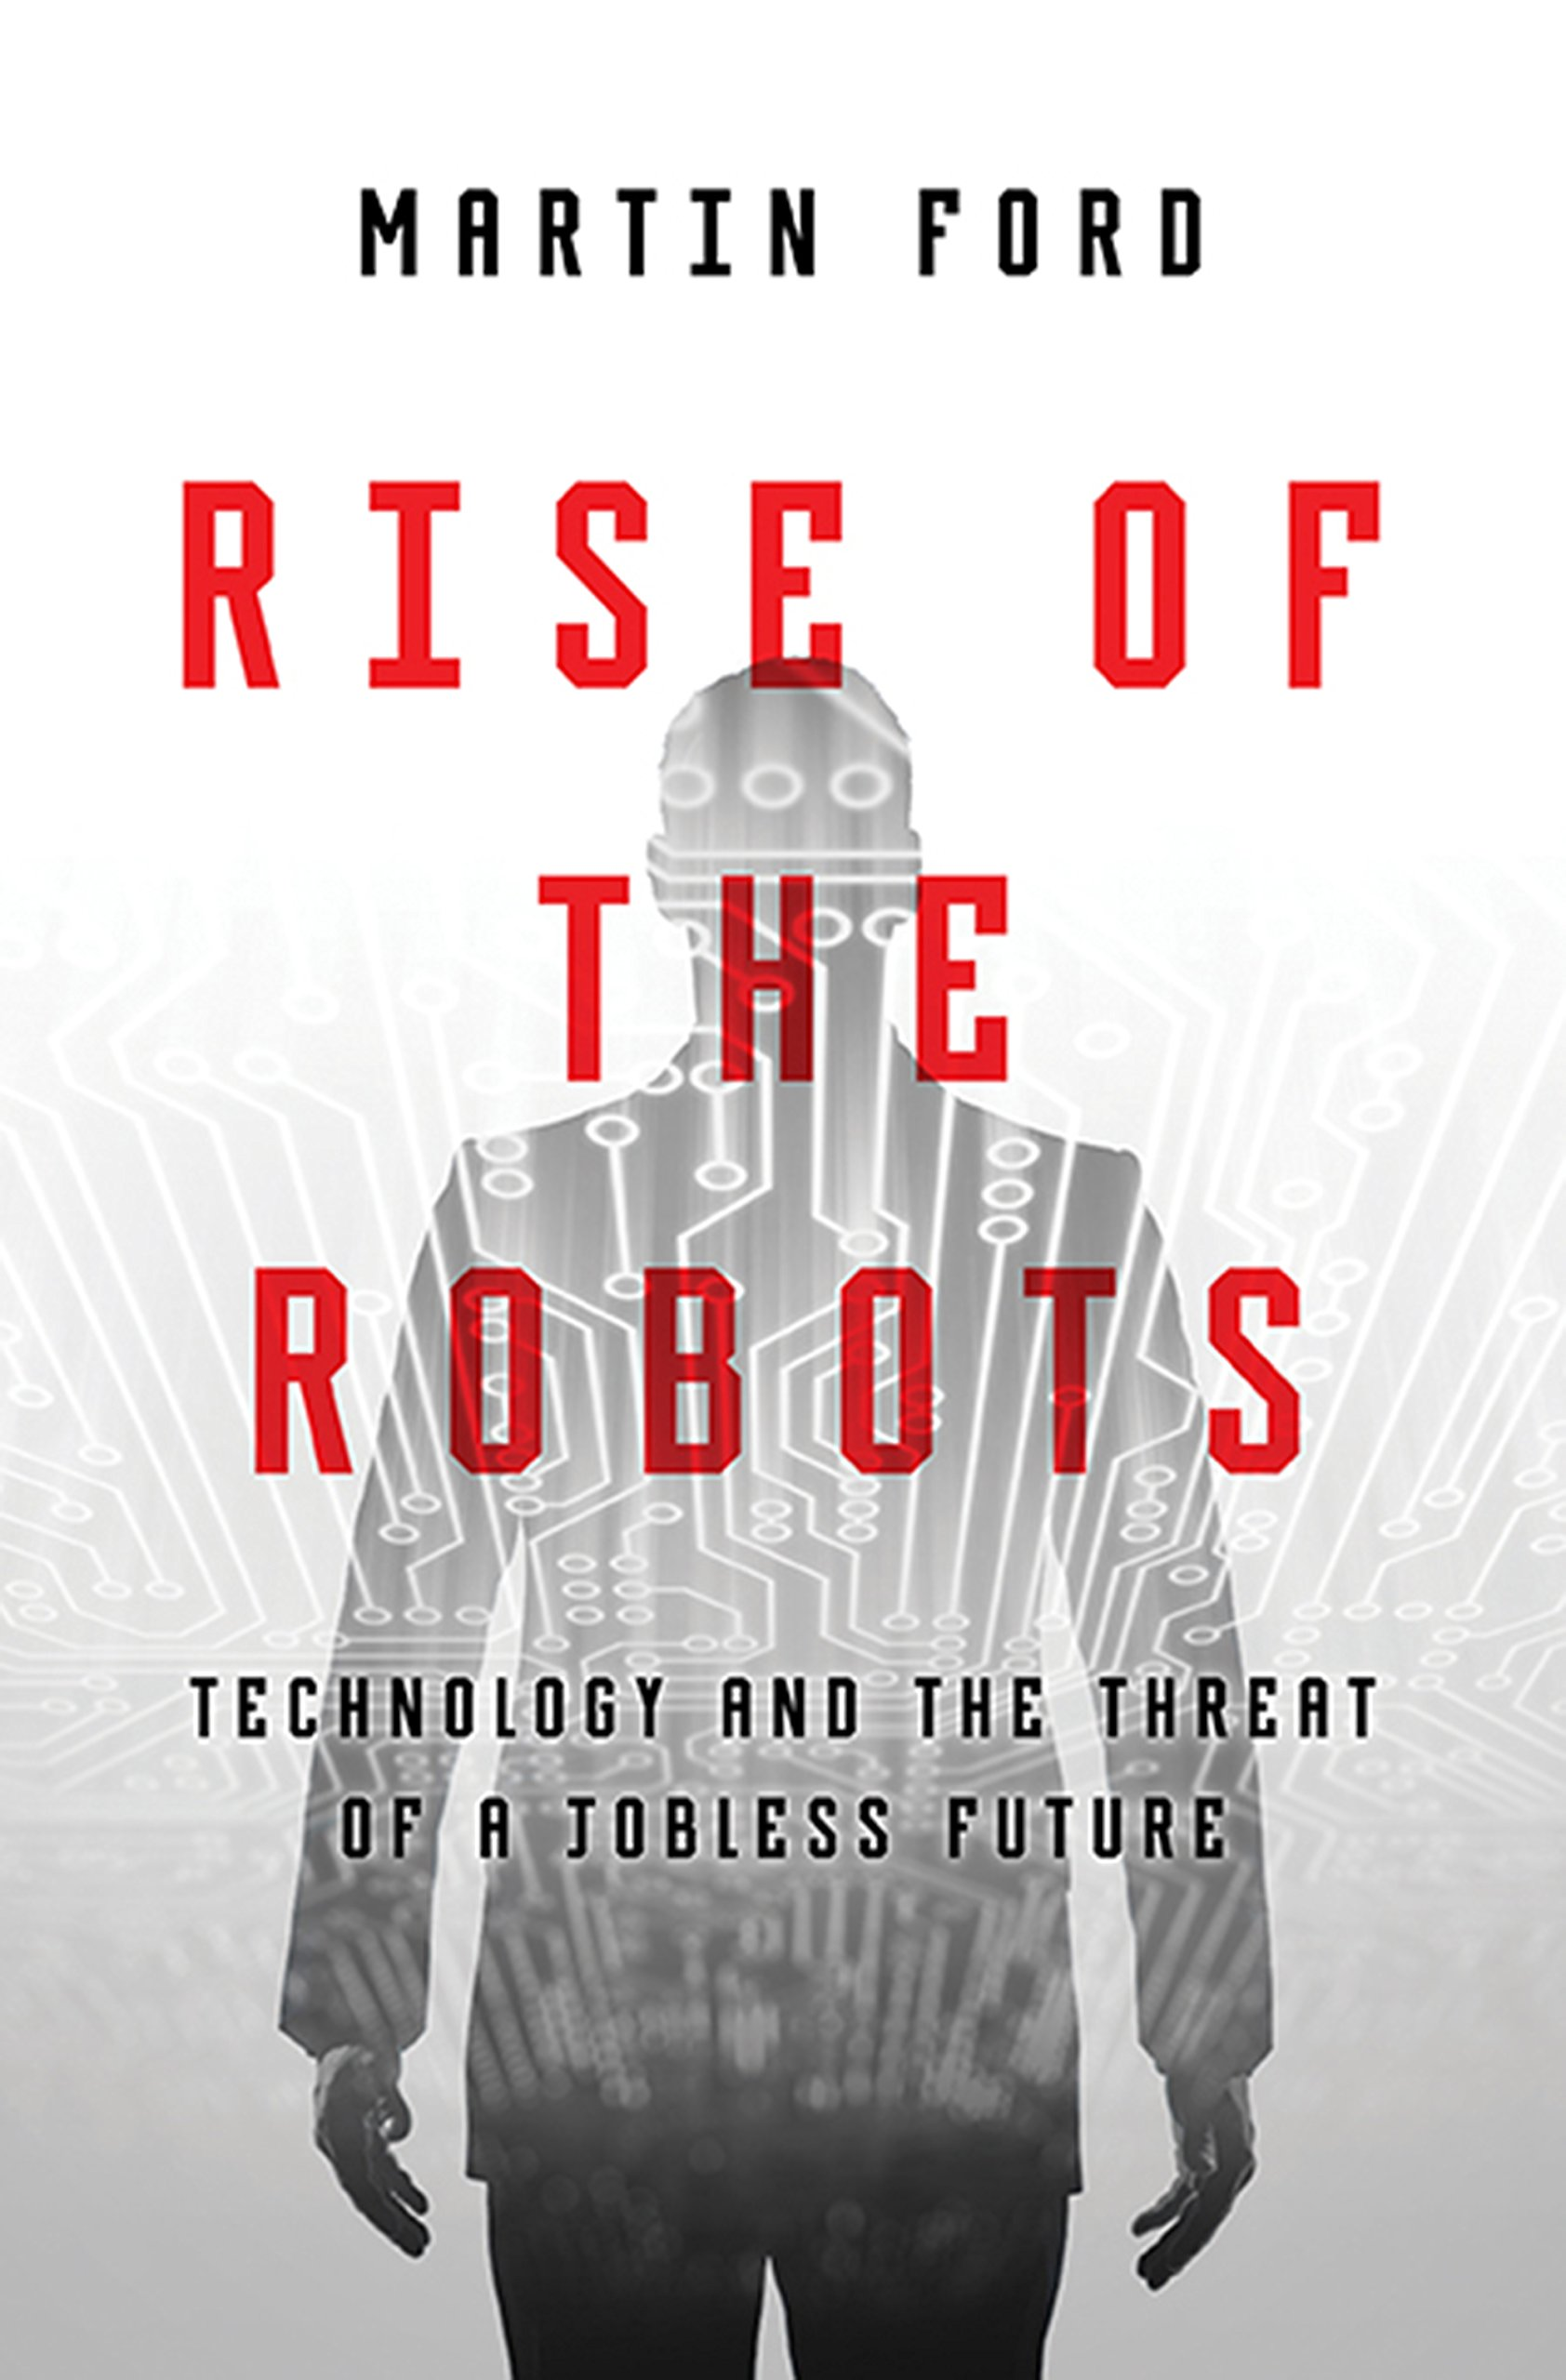 MARTIN FORD
RISE OF
THE
ROBOTS
TECHNOLOGY AND THE THREAT
OF A JOBLESS FUTURE